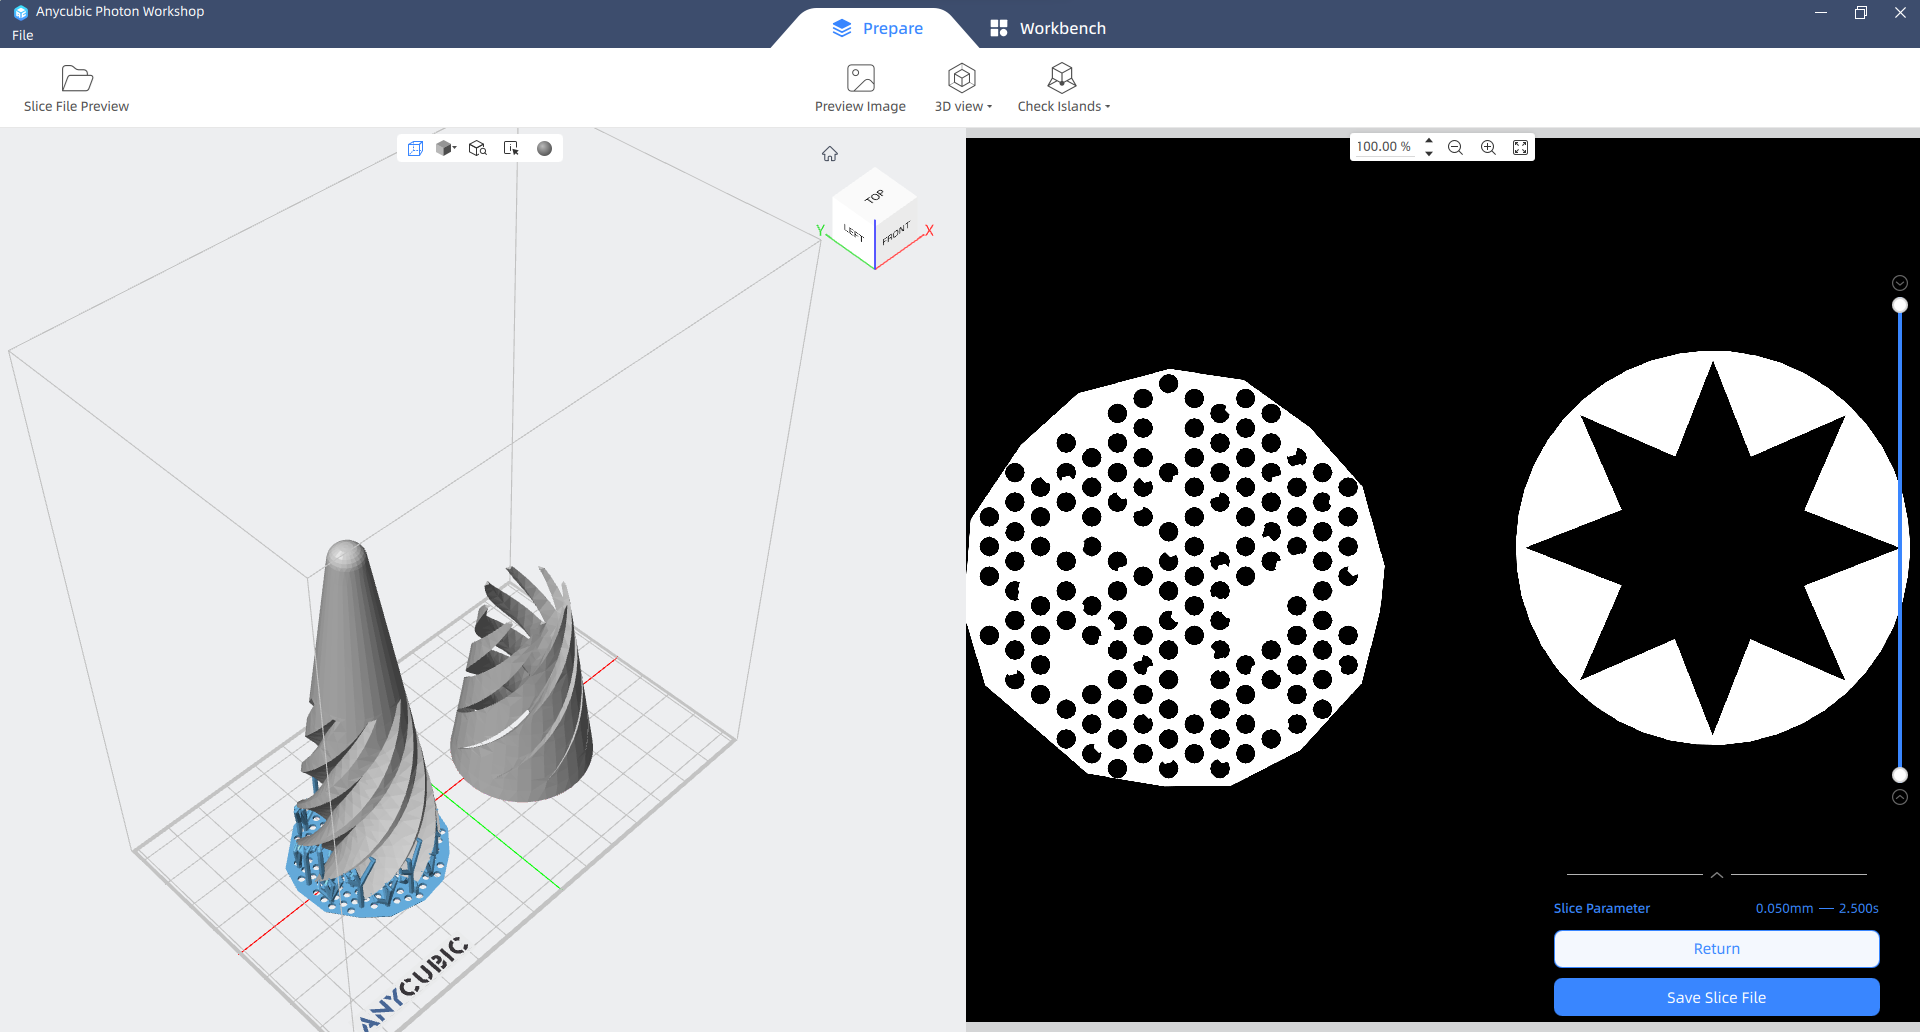 Anycubic Photon Workshop
File
Prepare
Workbench
Slice File Preview
Preview Image
3D view
Check Islands
100.00 %
TOP
LEFT
FRONT
Y
X
ANYCUBIC
Slice Parameter
0.050mm — 2.500s
Return
Save Slice File